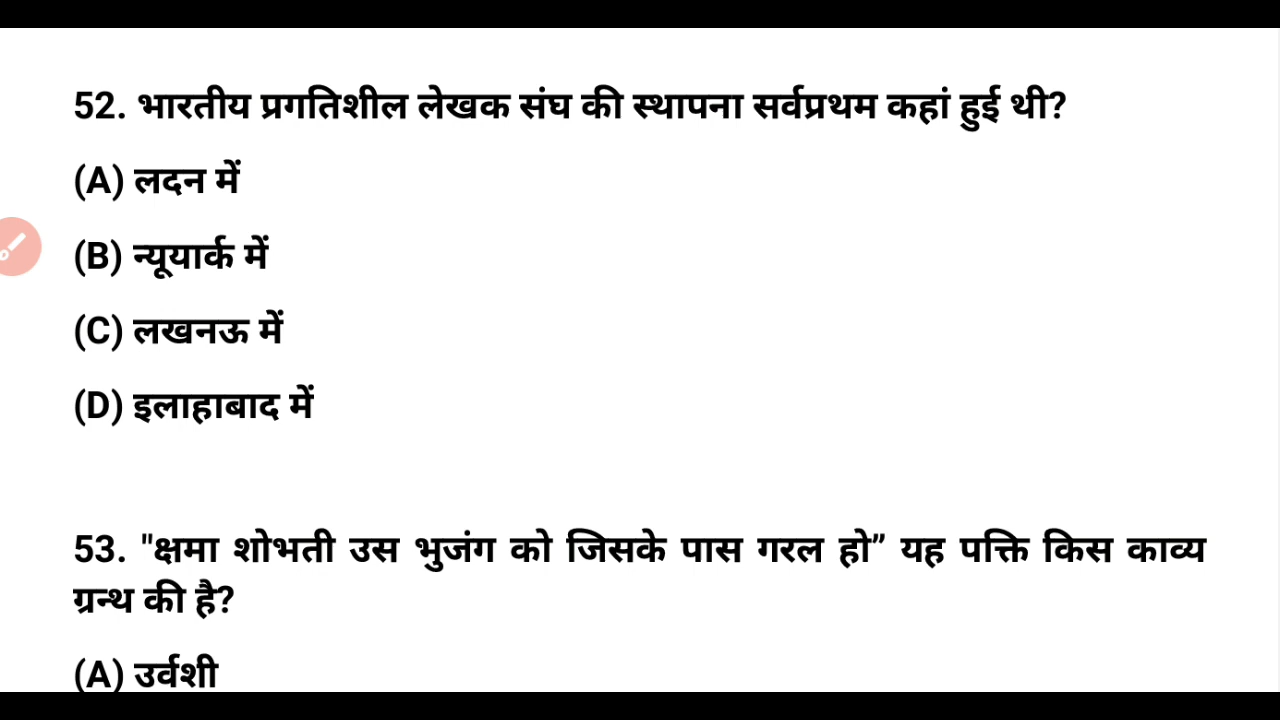 52. भारतीय प्रगतिशील लेखक संघ की स्थापना सर्वप्रथम कहां हुई थी?
(A) लदन में
(B) न्यूयार्क में
(C) लखनऊ में
(D) इलाहाबाद में
53. "क्षमा शोभती उस भुजंग को जिसके पास गरल हो” यह पक्ति किस काव्य
ग्रन्थ की है?
(A) उर्वशी